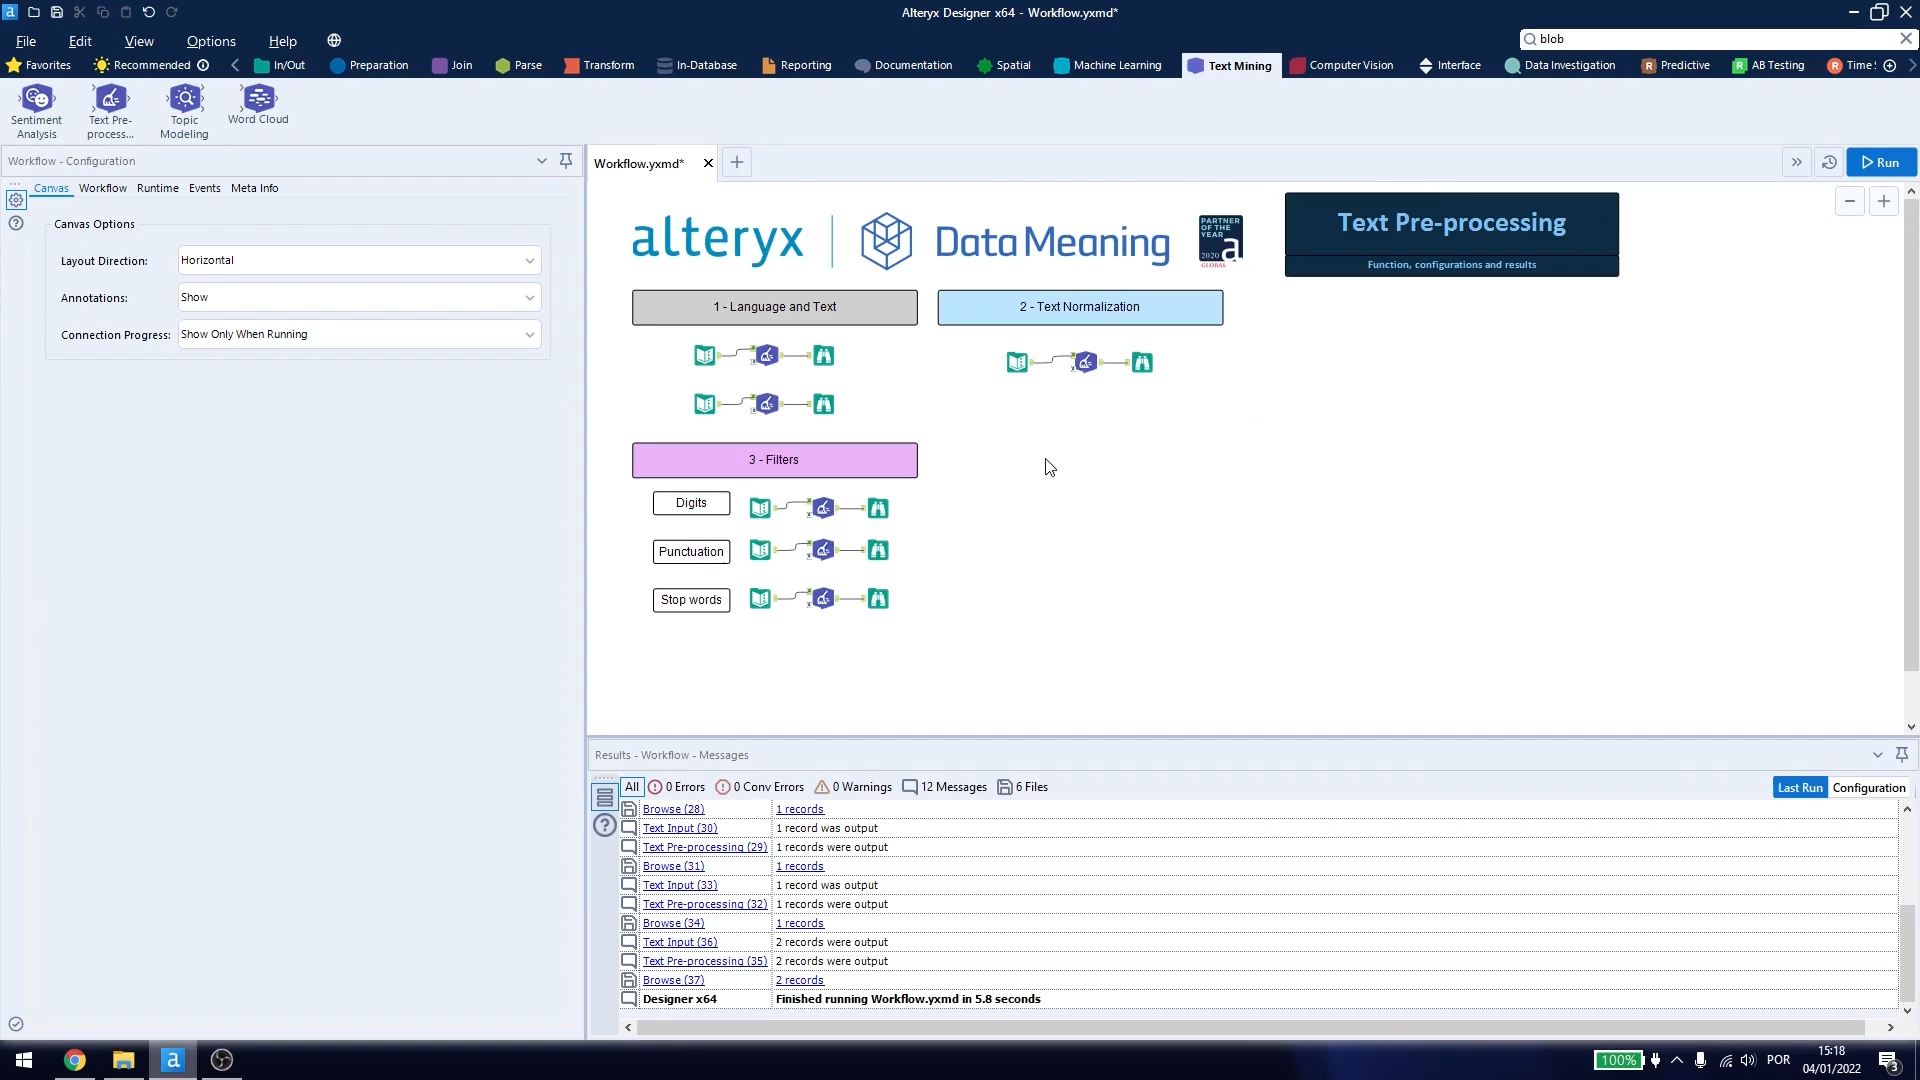 Alteryx Designer x64 - Workflow.yxmd*
File Edit View Options Help
blob
Favorites Recommended In/Out Preparation Join Parse Transform In-Database Reporting Documentation Spatial Machine Learning Text Mining Computer Vision Interface Data Investigation Predictive AB Testing Time
Sentiment Analysis
Text Pre-process...
Topic Modeling
Word Cloud
Workflow - Configuration
Canvas Workflow Runtime Events Meta Info
Canvas Options
Layout Direction: Horizontal
Annotations: Show
Connection Progress: Show Only When Running
Workflow.yxmd*
Run
alteryx
DataMeaning
PARTNER
OF THE
YEAR
2020
GLOBAL
Text Pre-processing
Function, configurations and results
1 - Language and Text
2 - Text Normalization
3 - Filters
Digits
Punctuation
Stop words
Results - Workflow - Messages
All 0 Errors 0 Conv Errors 0 Warnings 12 Messages 6 Files
Last Run Configuration
Browse (28) 1 records
Text Input (30) 1 record was output
Text Pre-processing (29) 1 records were output
Browse (31) 1 records
Text Input (33) 1 record was output
Text Pre-processing (32) 1 records were output
Browse (34) 1 records
Text Input (36) 2 records were output
Text Pre-processing (35) 2 records were output
Browse (37) 2 records
Designer x64 Finished running Workflow.yxmd in 5.8 seconds
100%
POR
15:18
04/01/2022
3